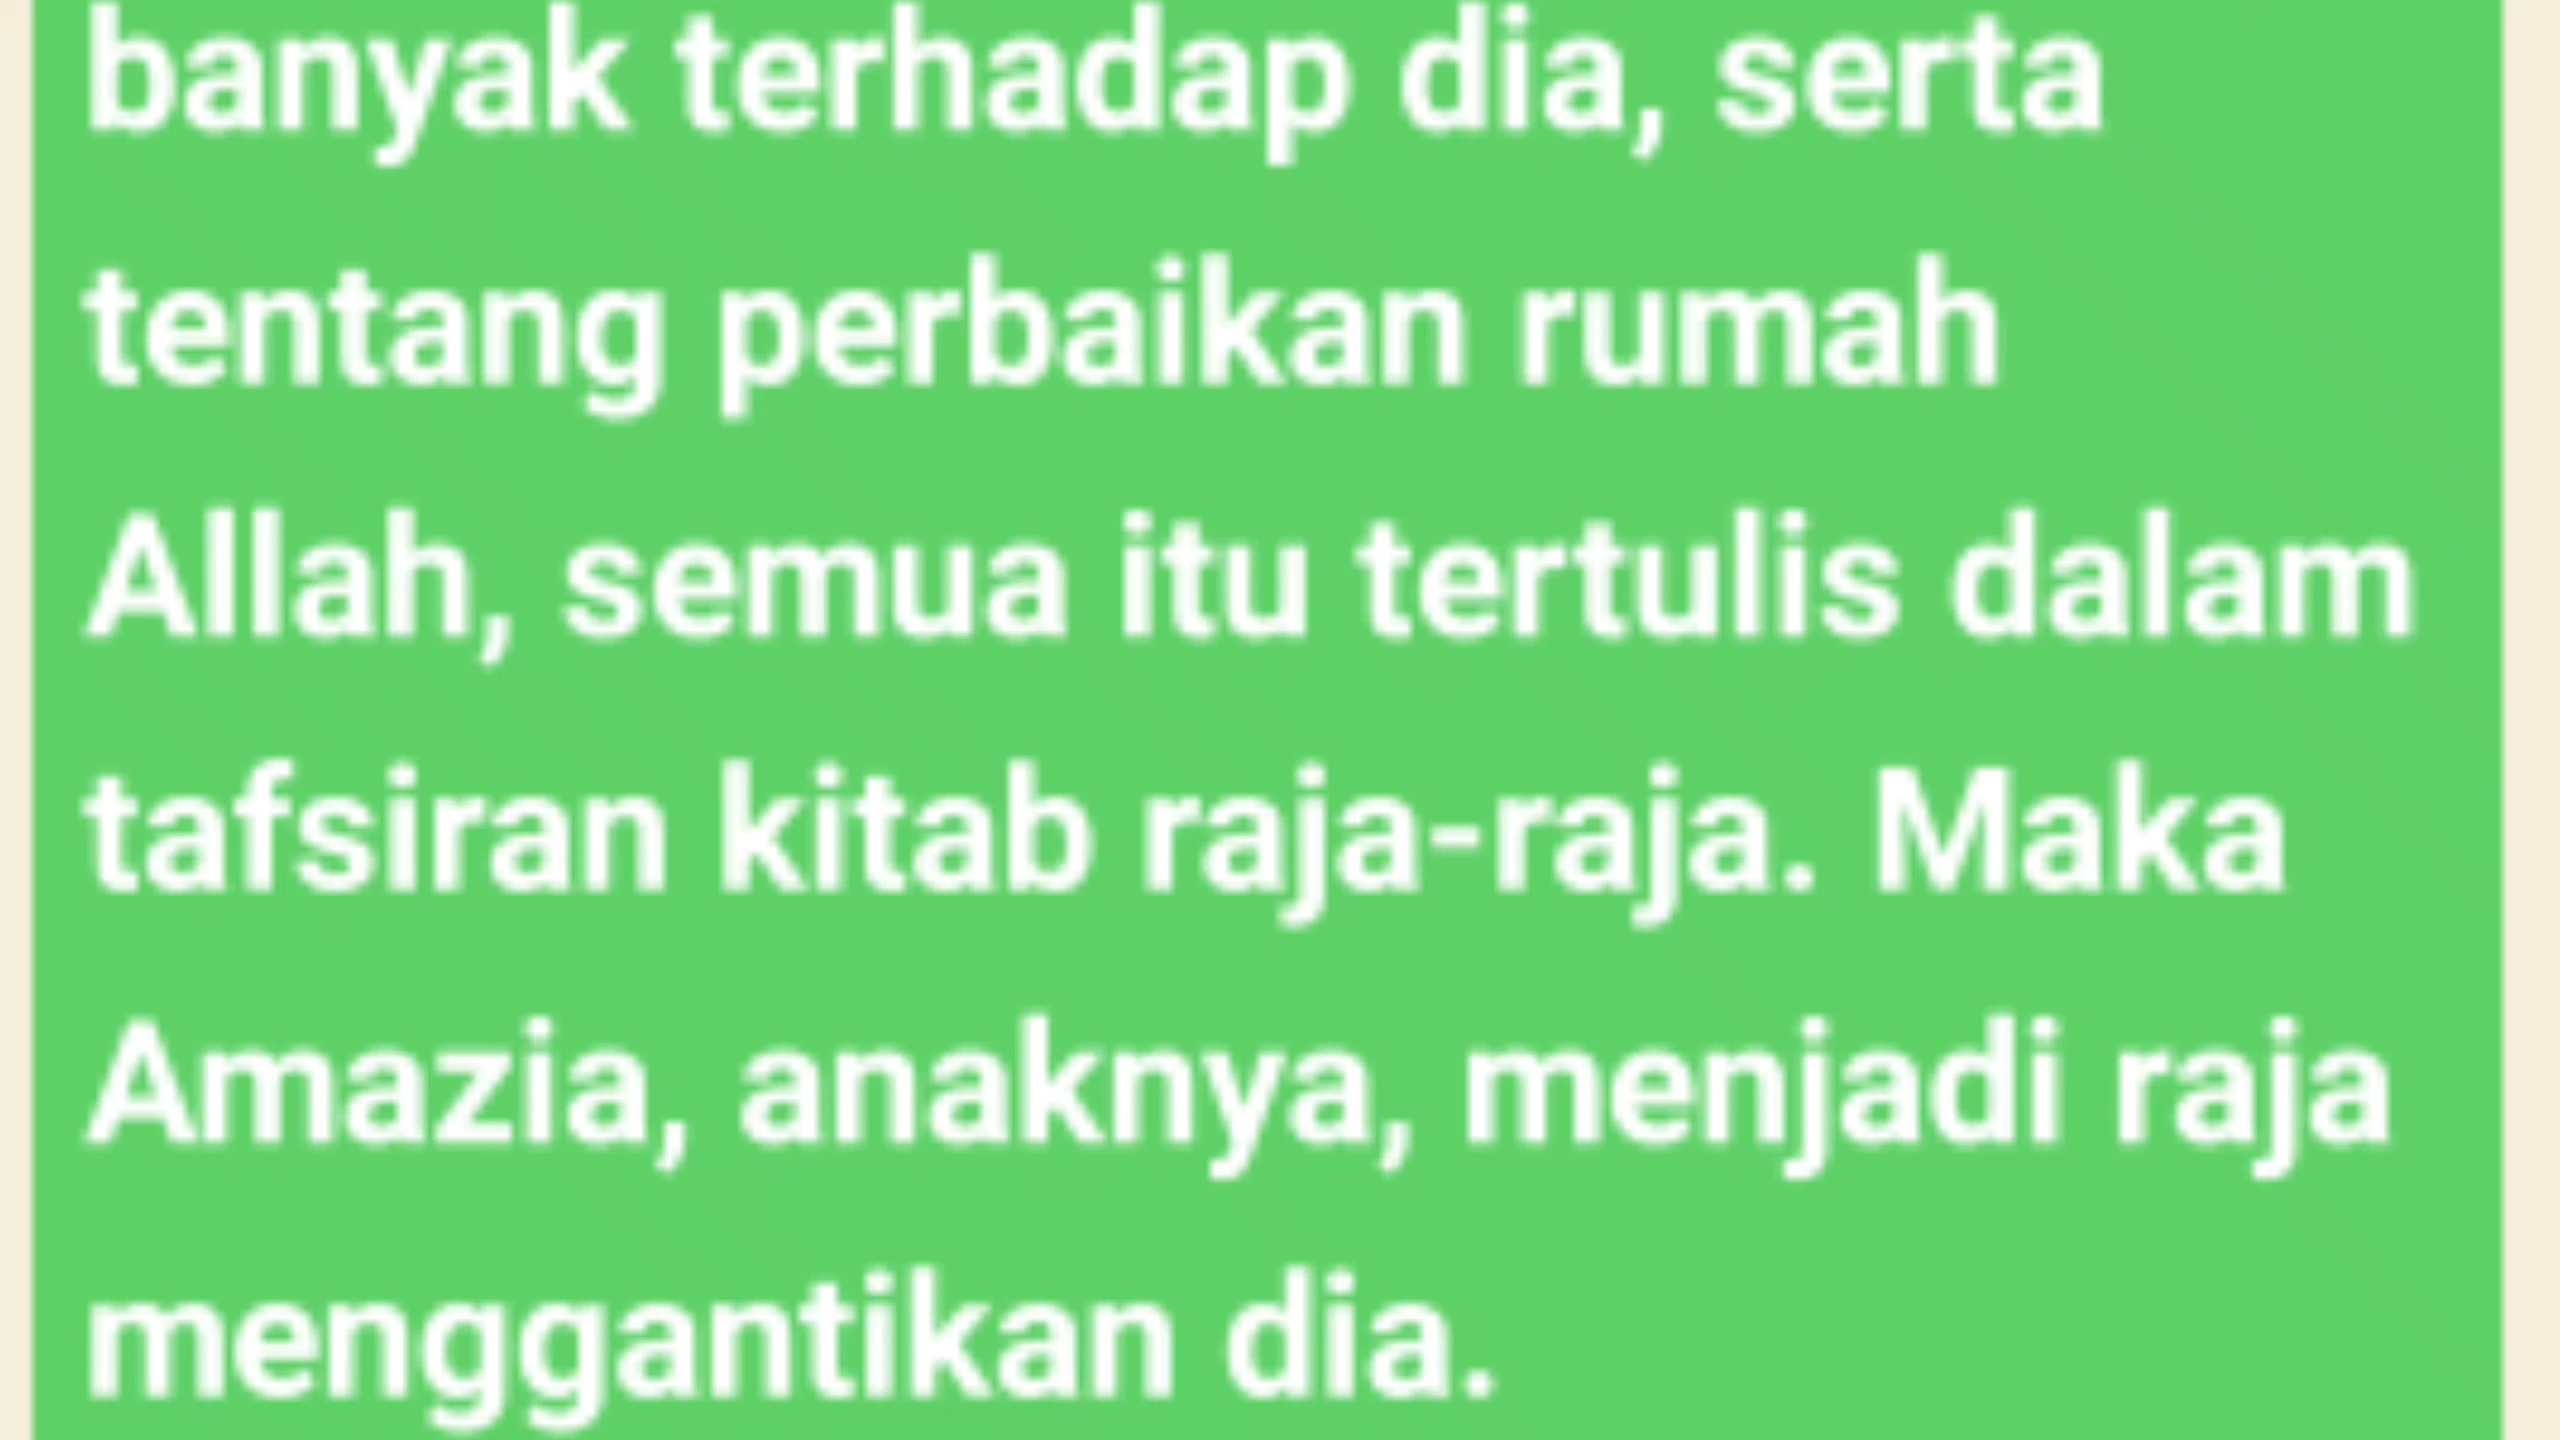 banyak terhadap dia, serta
tentang perbaikan rumah
Allah, semua itu tertulis dalam
tafsiran kitab raja-raja. Maka
Amazia, anaknya, menjadi raja
menggantikan dia.